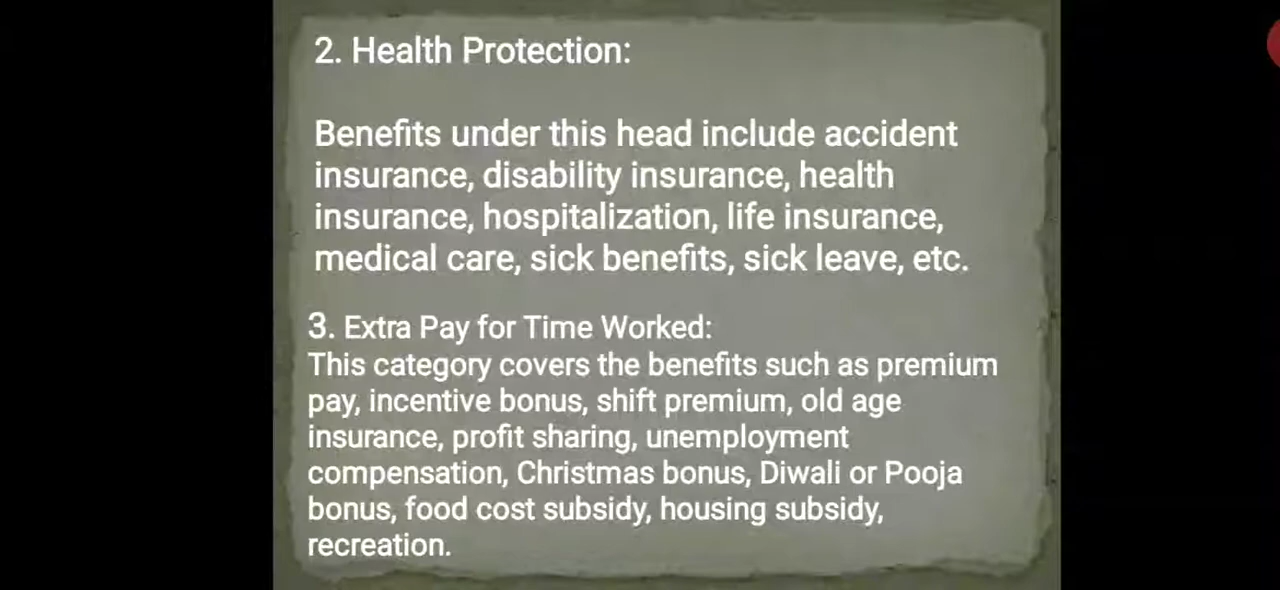 2. Health Protection:
Benefits under this head include accident
insurance, disability insurance, health
insurance, hospitalization, life insurance,
medical care, sick benefits, sick leave, etc.
3. Extra Pay for Time Worked:
This category covers the benefits such as premium
pay, incentive bonus, shift premium, old age
insurance, profit sharing, unemployment
compensation, Christmas bonus, Diwali or Pooja
bonus, food cost subsidy, housing subsidy,
recreation.